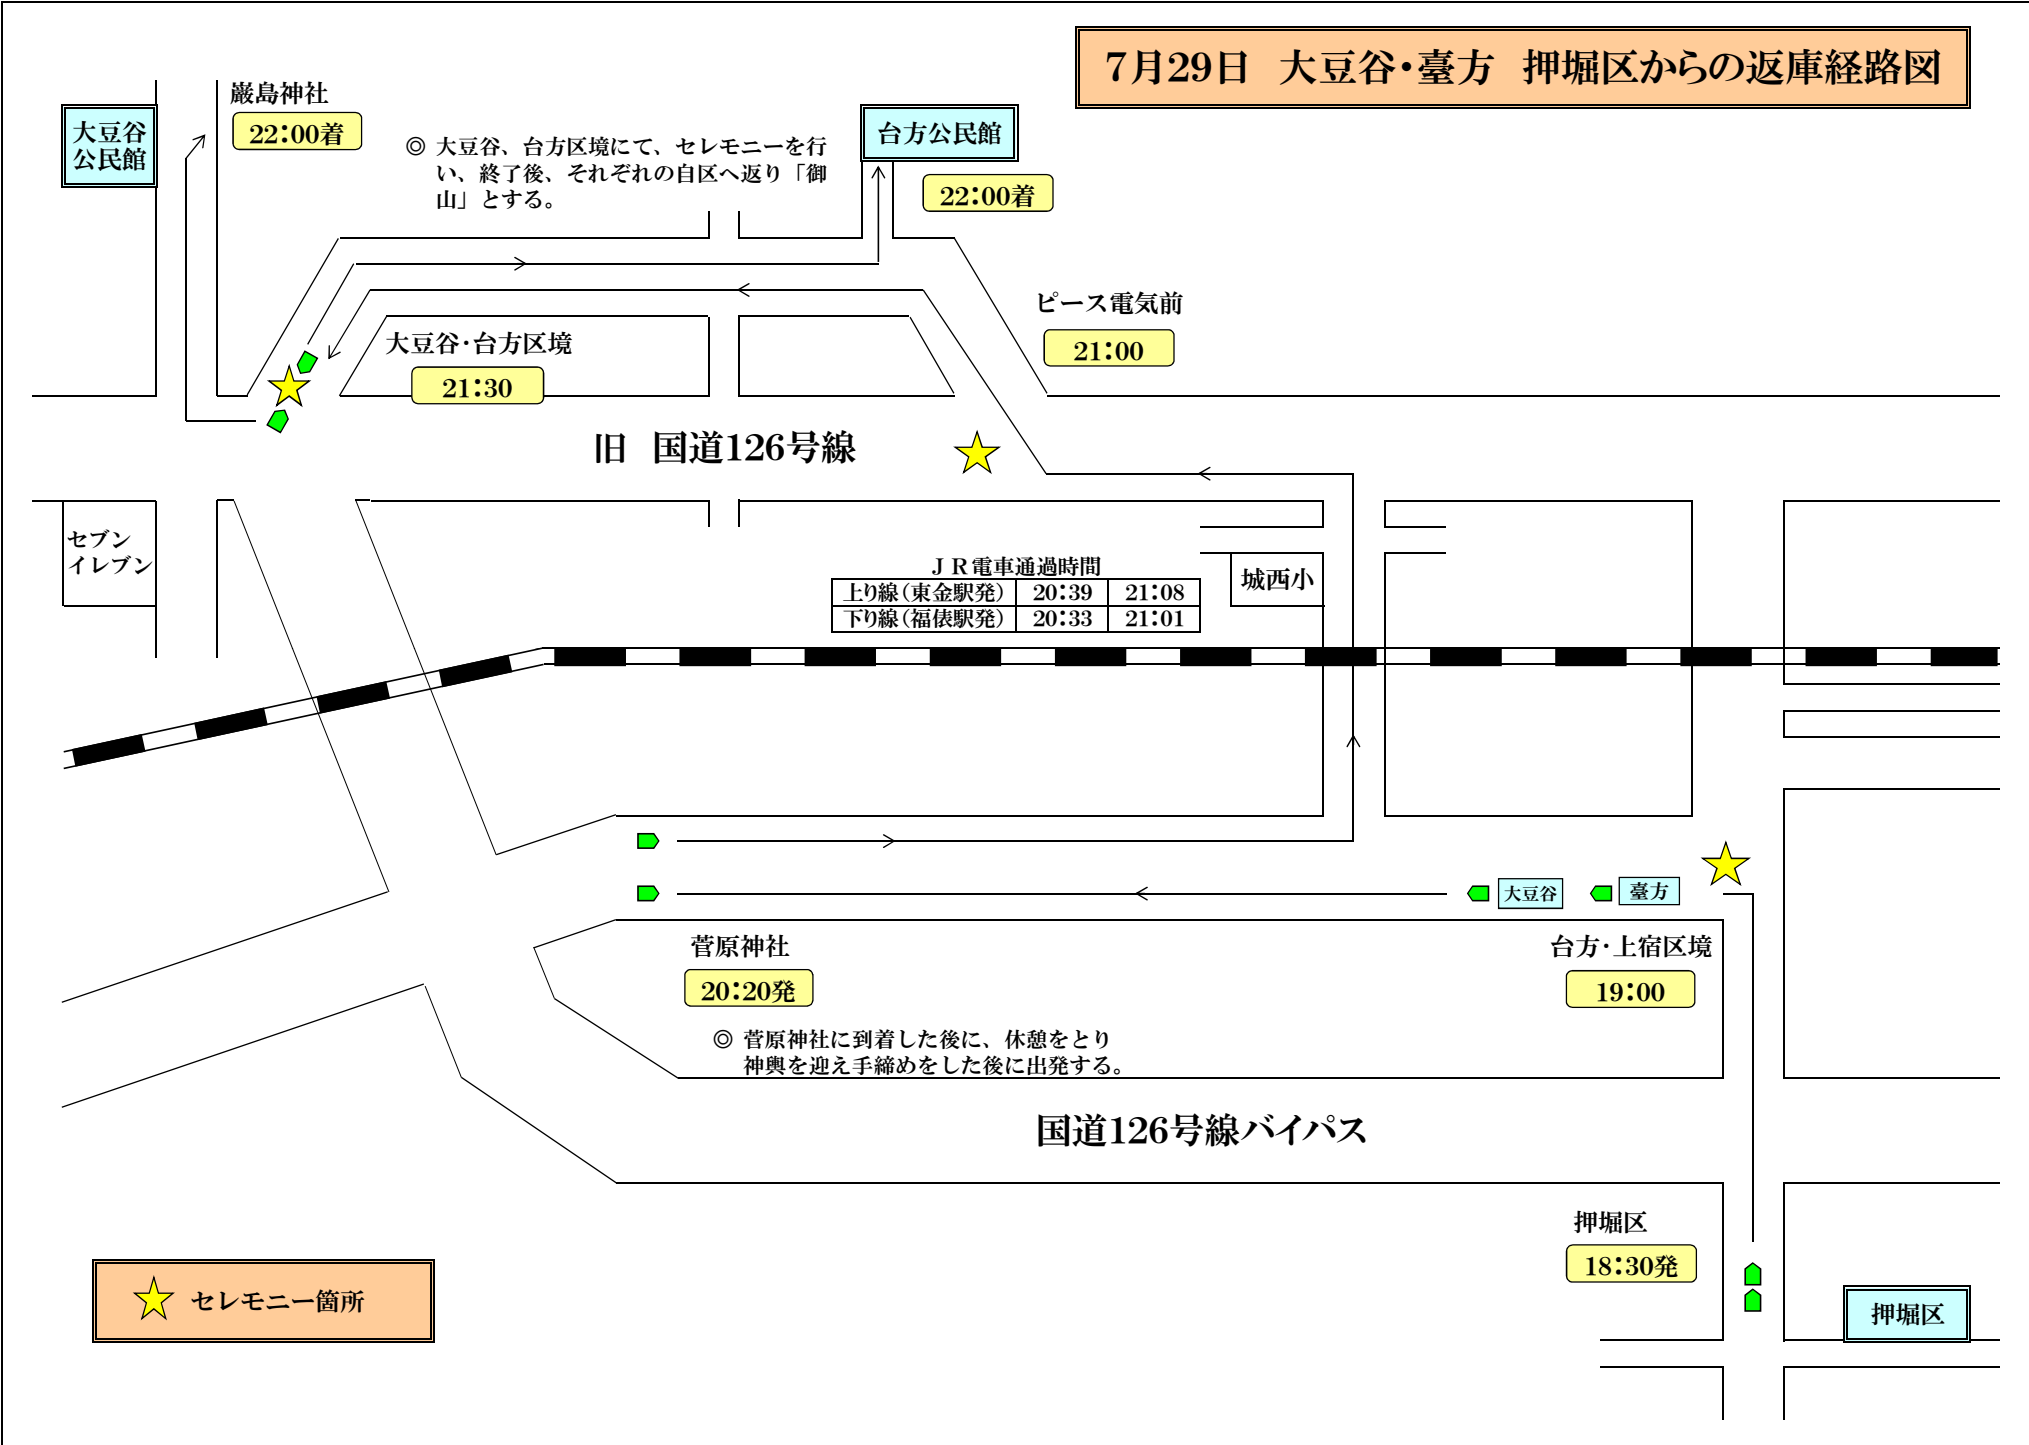 ７月29日　大豆谷・臺方　押堀区からの返庫経路図
巌島神社
22：00着
大豆谷
公民館
◎ 大豆谷、台方区境にて、セレモニーを行
い、終了後、それぞれの自区へ返り「御
山」とする。
台方公民館
22：00着
ピース電気前
21：00
大豆谷・台方区境
21：30
旧　国道126号線
セブン
イレブン
ＪＲ電車通過時間
上り線（東金駅発） 20：39 21：08
下り線（福俵駅発） 20：33 21：01
城西小
大豆谷
臺方
菅原神社
20：20発
台方・上宿区境
19：00
◎ 菅原神社に到着した後に、休憩をとり
神輿を迎え手締めをした後に出発する。
国道126号線バイパス
押堀区
18：30発
押堀区
セレモニー箇所